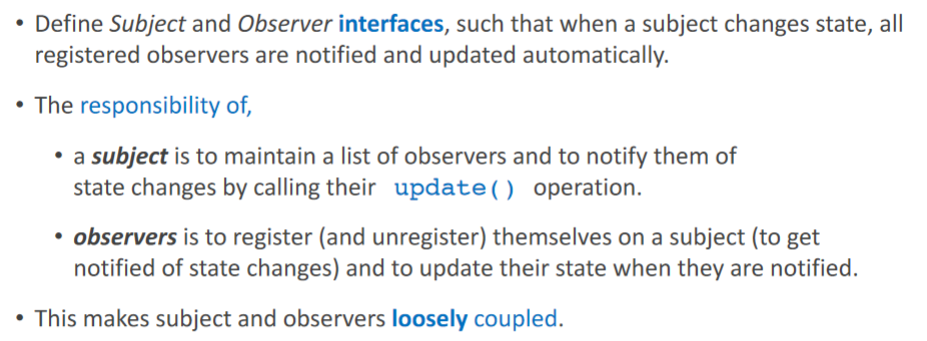 • Define Subject and Observer interfaces, such that when a subject changes state, all
registered observers are notified and updated automatically.
• The responsibility of,
• a subject is to maintain a list of observers and to notify them of
state changes by calling their update() operation.
• observers is to register (and unregister) themselves on a subject (to get
notified of state changes) and to update their state when they are notified.
• This makes subject and observers loosely coupled.